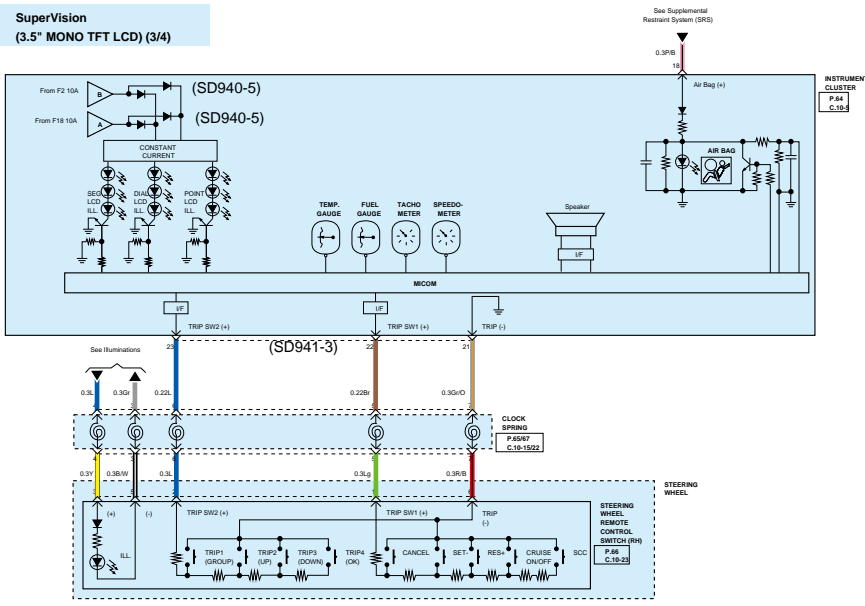 SuperVision
(3.5" MONO TFT LCD) (3/4)
See Supplemental
Restraint System (SRS)
0.3P/B
18
Air Bag (+)
INSTRUMENT
CLUSTER
P.64
From F2 10A
B
(SD940-5)
From F18 10A
A
(SD940-5)
CONSTANT
CURRENT
AIR BAG
SEG
LCD
ILL.
DIAL
LCD
ILL.
POINT
LCD
ILL.
TEMP.
GAUGE
FUEL
GAUGE
TACHO
METER
SPEEDO-
METER
Speaker
I/F
MICOM
I/F
I/F
TRIP SW2 (+)
TRIP SW1 (+)
TRIP (-)
23
(SD941-3)
22
21
See Illuminations
0.3L
0.3Gr
0.22L
0.22Br
0.3Gr/O
CLOCK
SPRING
P.65/67
C.10-15/22
0.3Y
0.3B/W
0.3L
0.3Lg
0.3R/B
STEERING
WHEEL
(+)
(-)
TRIP SW2 (+)
TRIP SW1 (+)
TRIP
(-)
STEERING
WHEEL
REMOTE
CONTROL
SWITCH (RH)
P.66
C.10-23
ILL.
TRIP1
(GROUP)
TRIP2
(UP)
TRIP3
(DOWN)
TRIP4
(OK)
CANCEL
SET-
RES+
CRUISE
ON/OFF
SCC